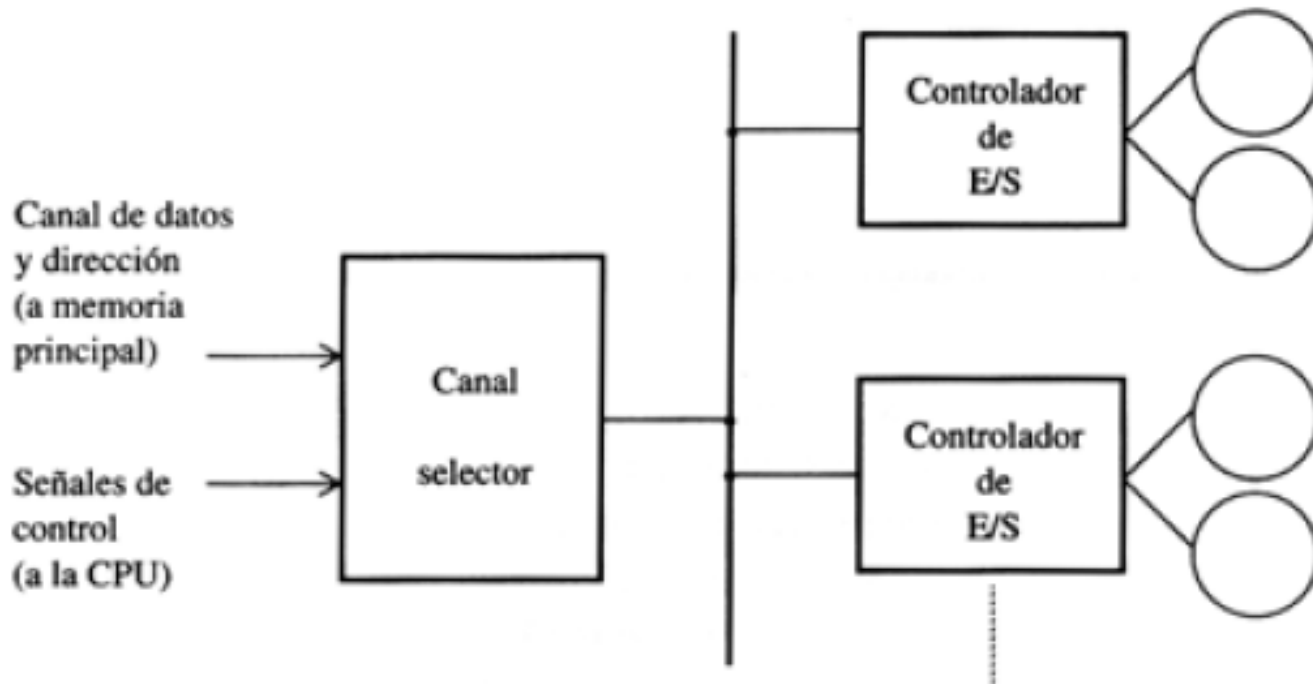 Controlador
de
E/S
Canal de datos
y dirección
(a memoria
principal)
Canal
selector
Señales de
control
(a la CPU)
Controlador
de
E/S